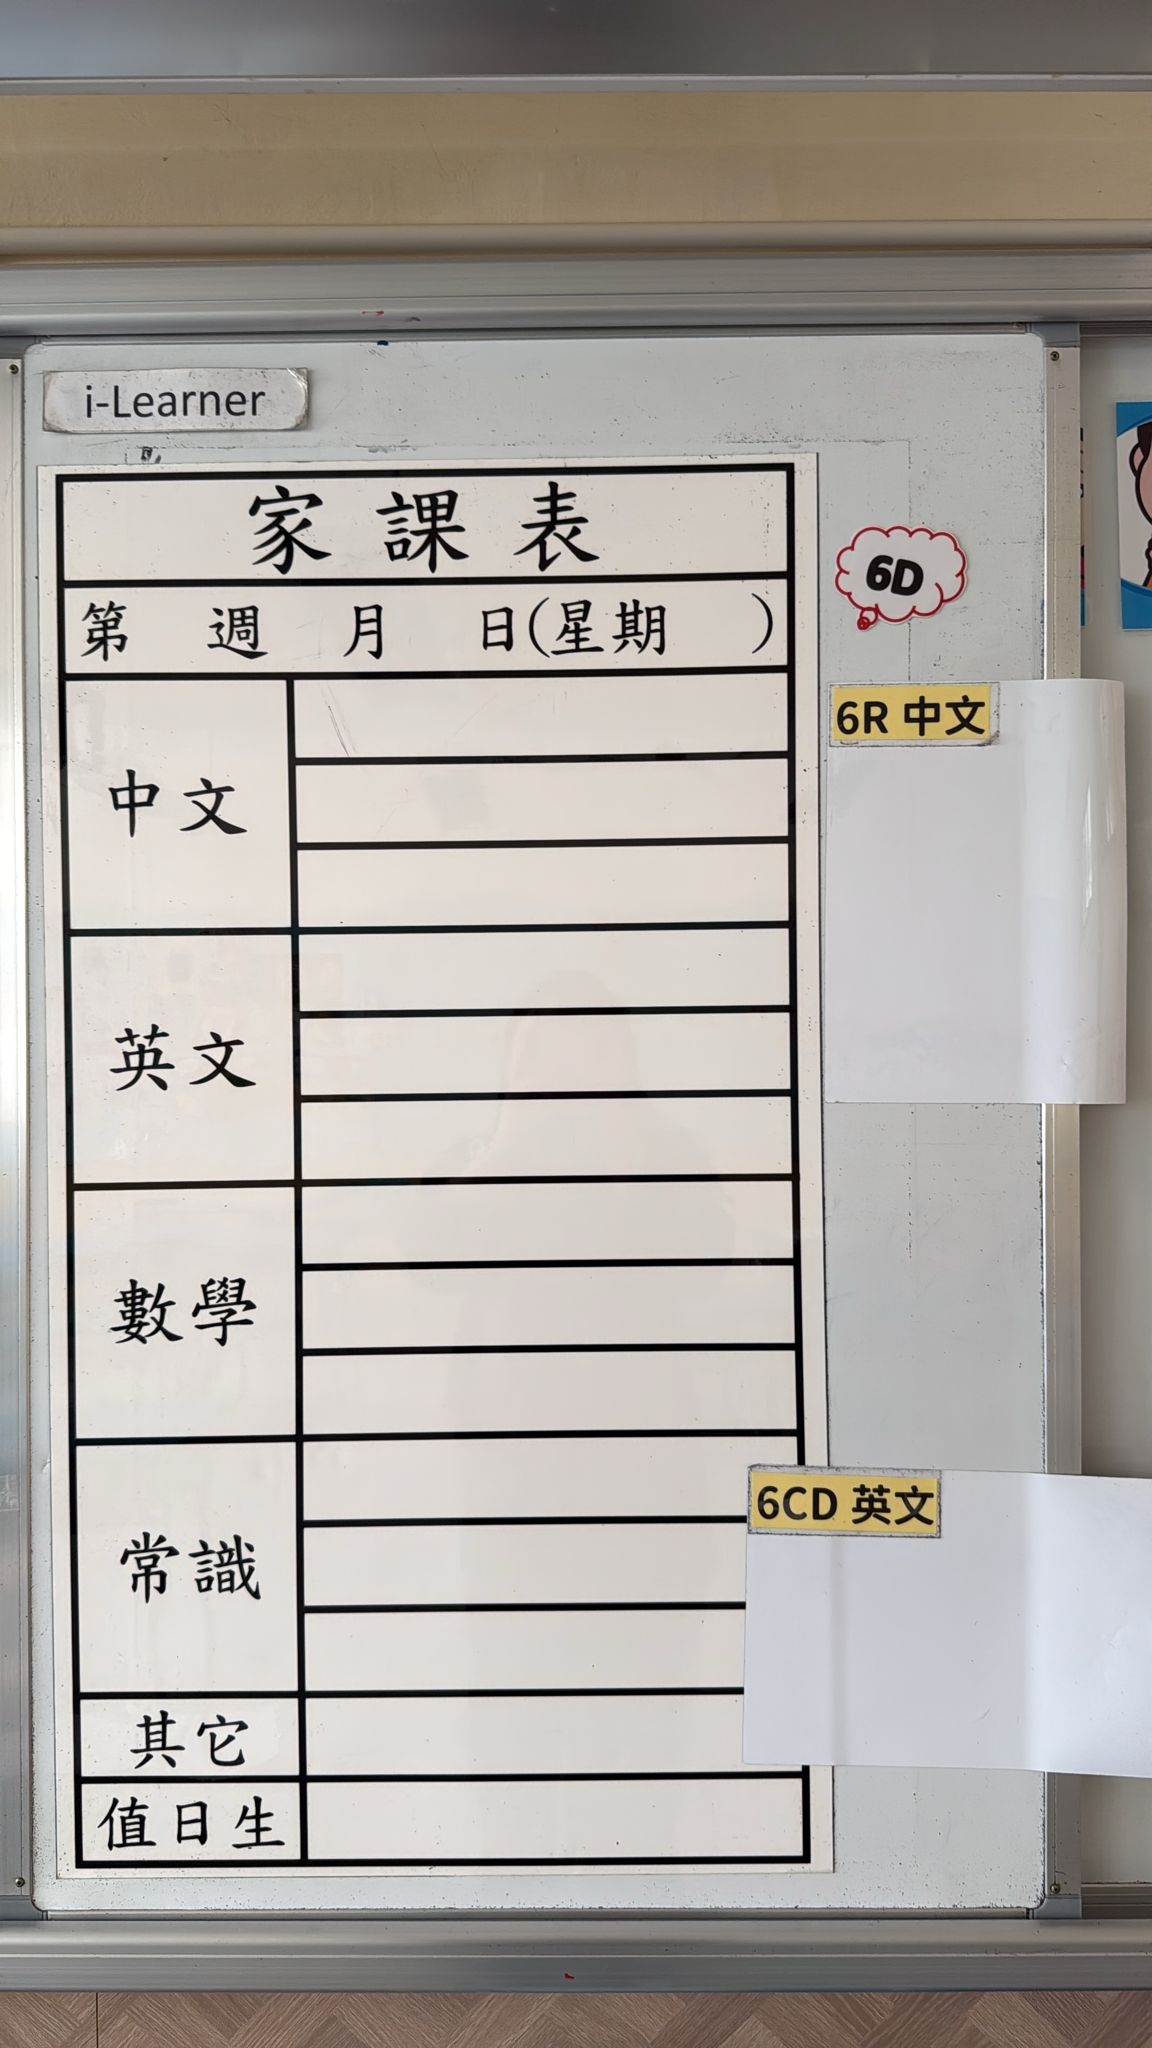 i-Learner
家課表
第 週 月 日(星期 )
6D
中文
6R 中文
英文
數學
常識
6CD 英文
其它
值日生